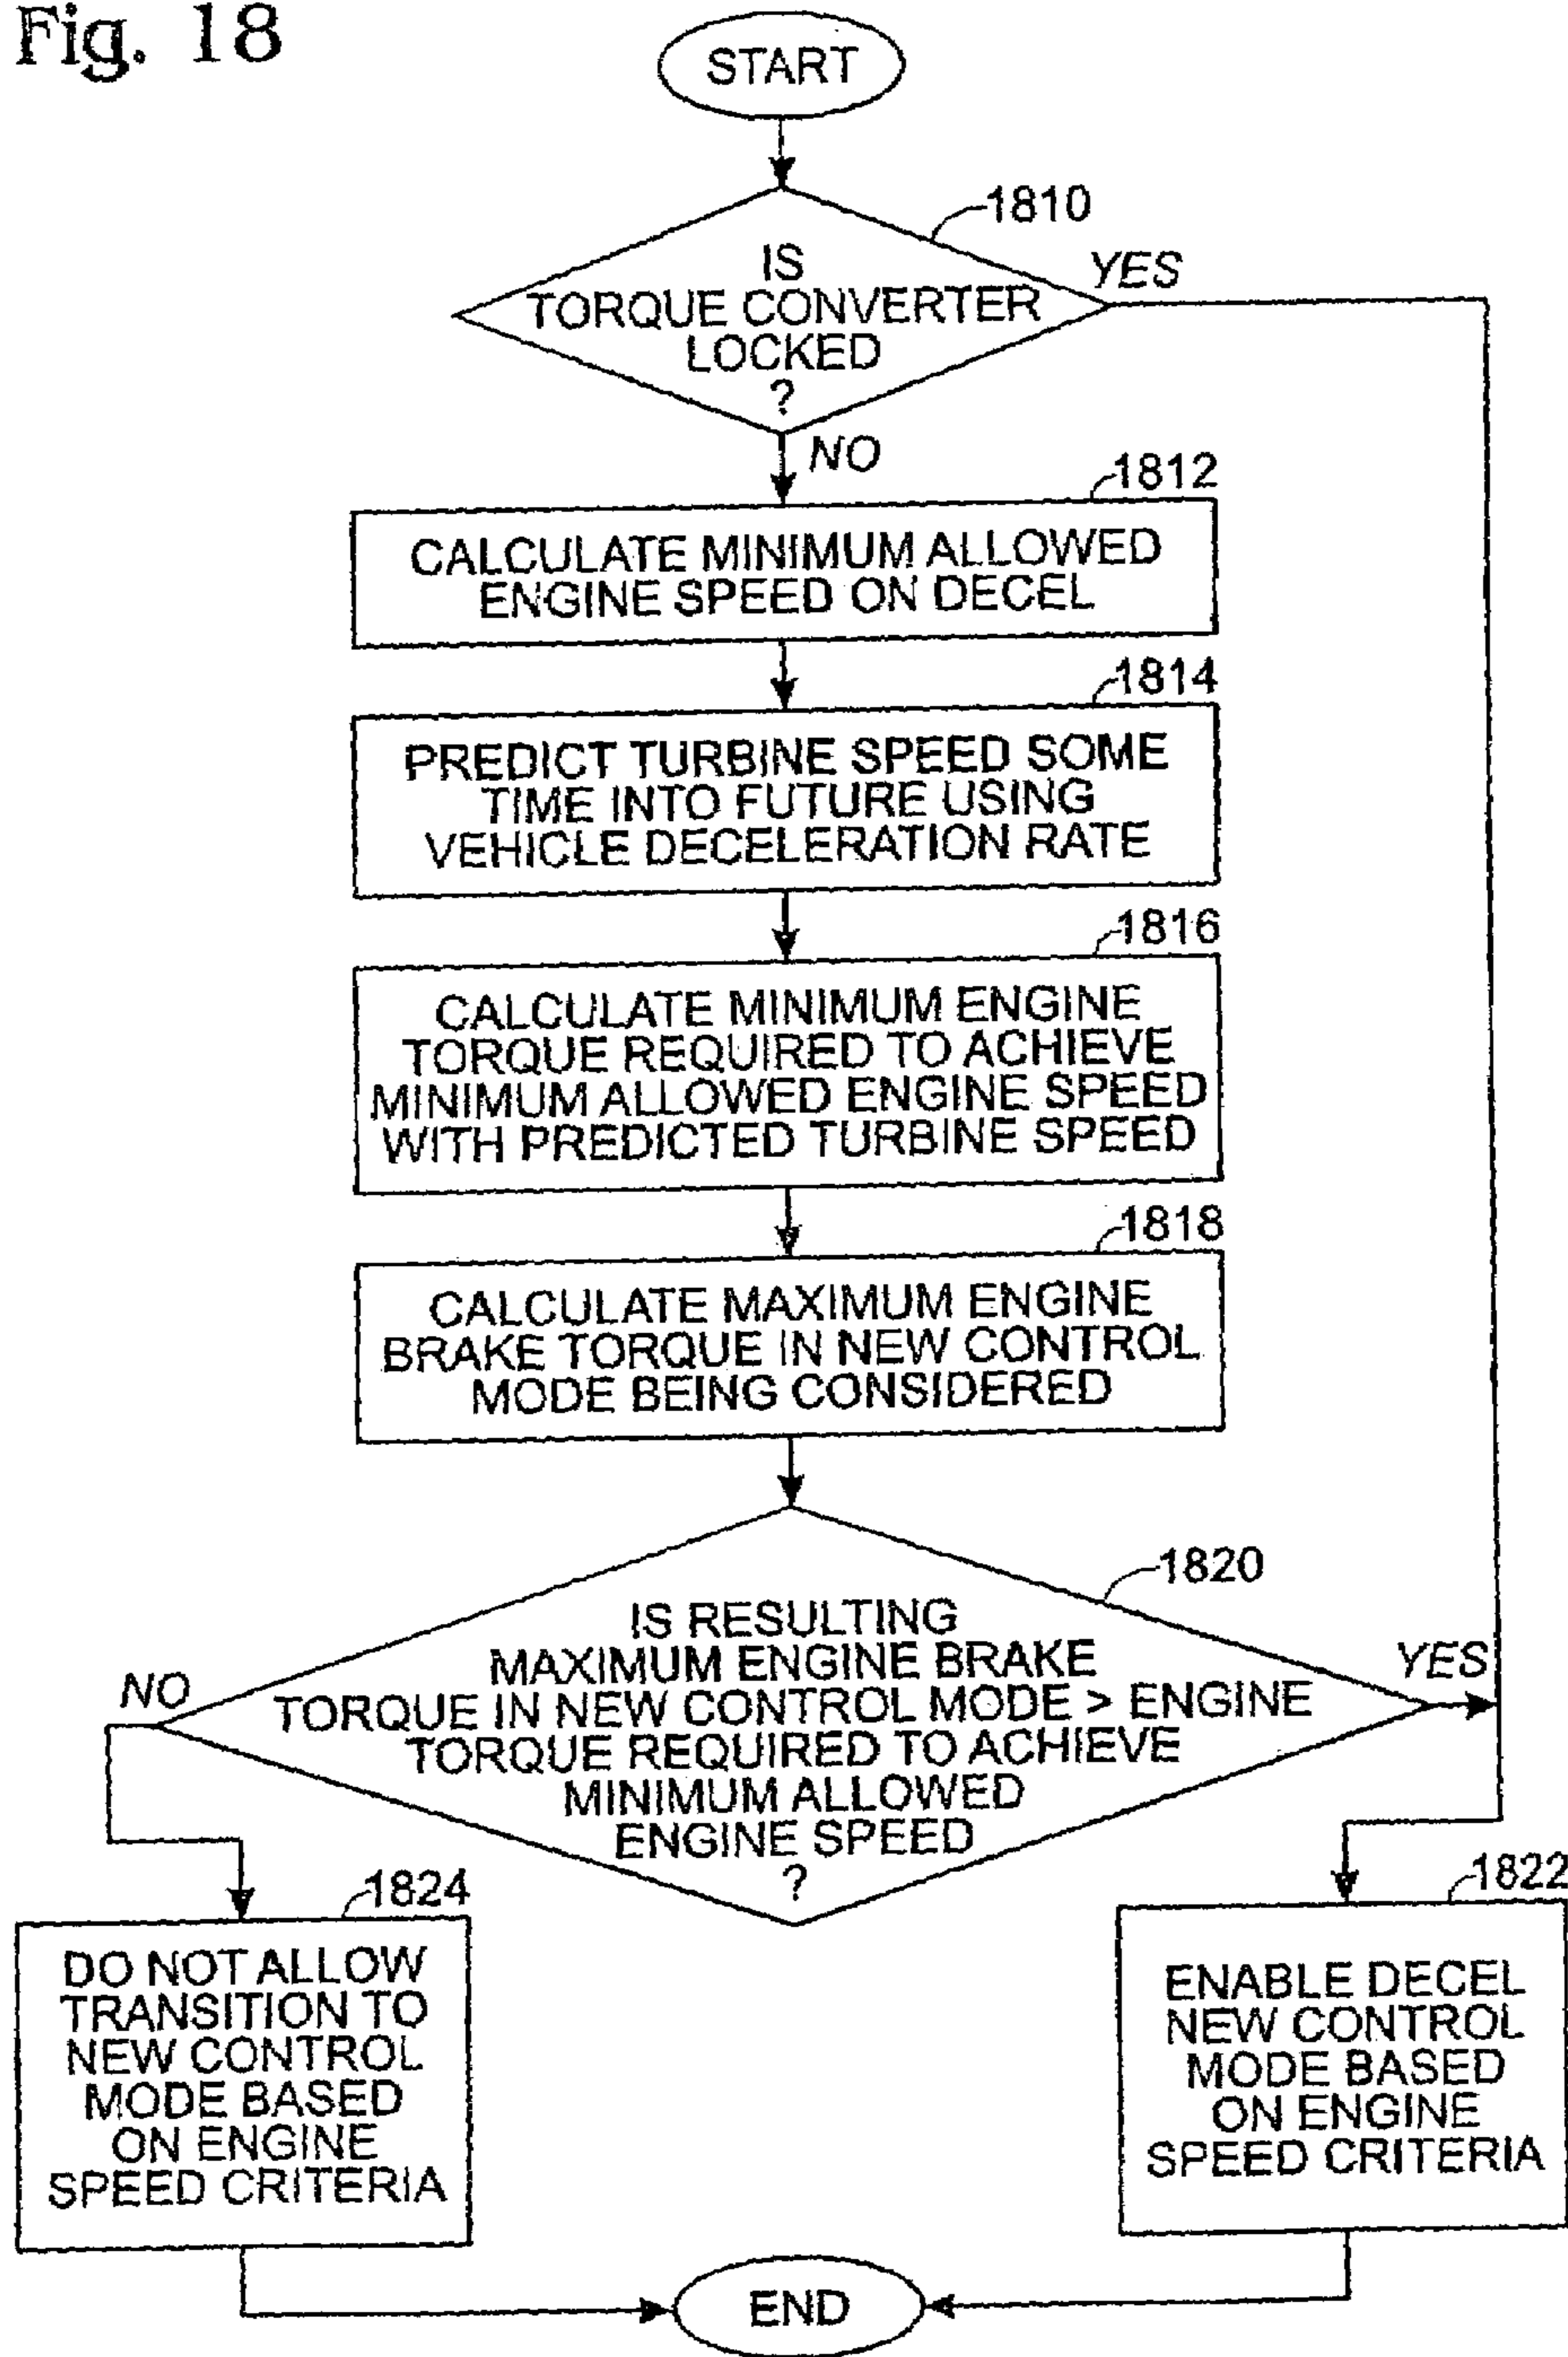 Fig. 18
START
1810
IS
TORQUE CONVERTER
LOCKED
?
YES
NO
1812
CALCULATE MINIMUM ALLOWED
ENGINE SPEED ON DECEL
1814
PREDICT TURBINE SPEED SOME
TIME INTO FUTURE USING
VEHICLE DECELERATION RATE
1816
CALCULATE MINIMUM ENGINE
TORQUE REQUIRED TO ACHIEVE
MINIMUM ALLOWED ENGINE SPEED
WITH PREDICTED TURBINE SPEED
1818
CALCULATE MAXIMUM ENGINE
BRAKE TORQUE IN NEW CONTROL
MODE BEING CONSIDERED
1820
IS RESULTING
MAXIMUM ENGINE BRAKE
TORQUE IN NEW CONTROL MODE > ENGINE
TORQUE REQUIRED TO ACHIEVE
MINIMUM ALLOWED
ENGINE SPEED
?
NO
YES
1824
DO NOT ALLOW
TRANSITION TO
NEW CONTROL
MODE BASED
ON ENGINE
SPEED CRITERIA
1822
ENABLE DECEL
NEW CONTROL
MODE BASED
ON ENGINE
SPEED CRITERIA
END